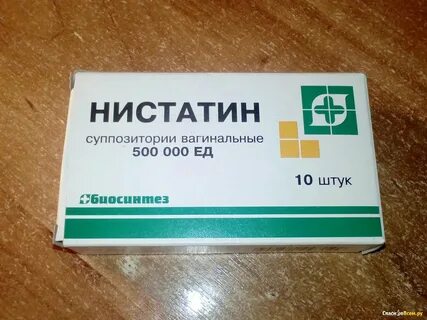 НИСТАТИН
суппозитории вагинальные
500 000 ЕД
10 штук
биосинтез